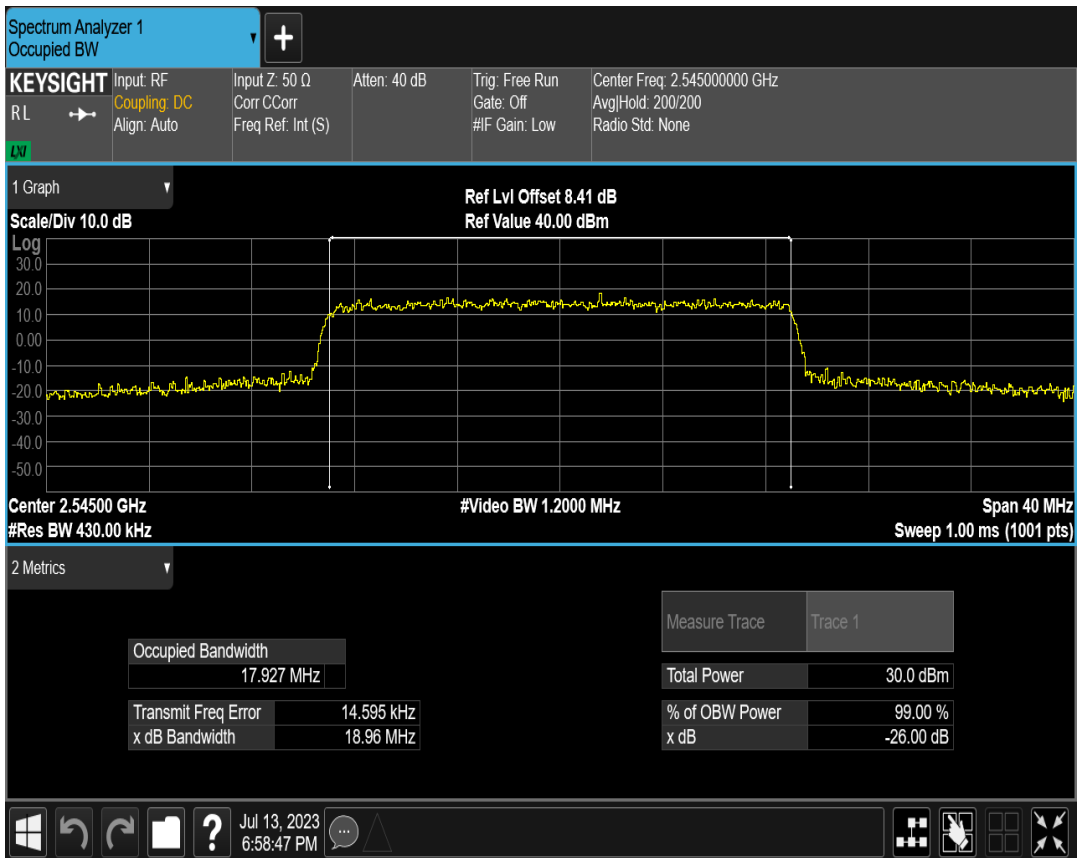 Spectrum Analyzer 1
Occupied BW
+
KEYSIGHT
RL
LXI
Input: RF
Coupling: DC
Align: Auto
Input Z: 50 Ω
Corr CCorr
Freq Ref: Int (S)
Atten: 40 dB
Trig: Free Run
Gate: Off
#IF Gain: Low
Center Freq: 2.545000000 GHz
Avg|Hold: 200/200
Radio Std: None
1 Graph
Ref Lvl Offset 8.41 dB
Scale/Div 10.0 dB
Ref Value 40.00 dBm
Log
30.0
20.0
10.0
0.00
-10.0
-20.0
-30.0
-40.0
-50.0
Center 2.54500 GHz
#Video BW 1.2000 MHz
Span 40 MHz
#Res BW 430.00 kHz
Sweep 1.00 ms (1001 pts)
2 Metrics
Measure Trace
Trace 1
Occupied Bandwidth
17.927 MHz
Total Power
30.0 dBm
Transmit Freq Error
14.595 kHz
% of OBW Power
99.00 %
x dB Bandwidth
18.96 MHz
x dB
-26.00 dB
?
Jul 13, 2023
6:58:47 PM